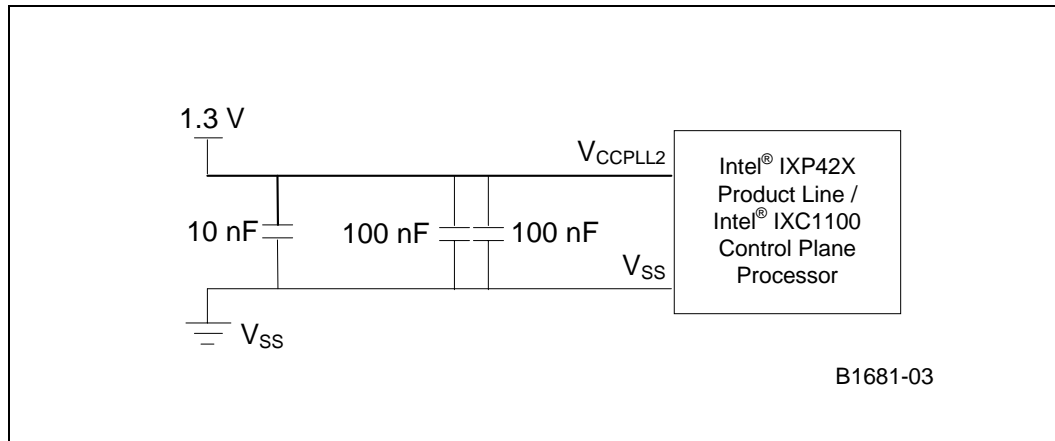 1.3 V
V_CCPLL2
Intel® IXP42X
Product Line /
Intel® IXC1100
Control Plane
Processor
10 nF
100 nF
100 nF
V_SS
V_SS
B1681-03